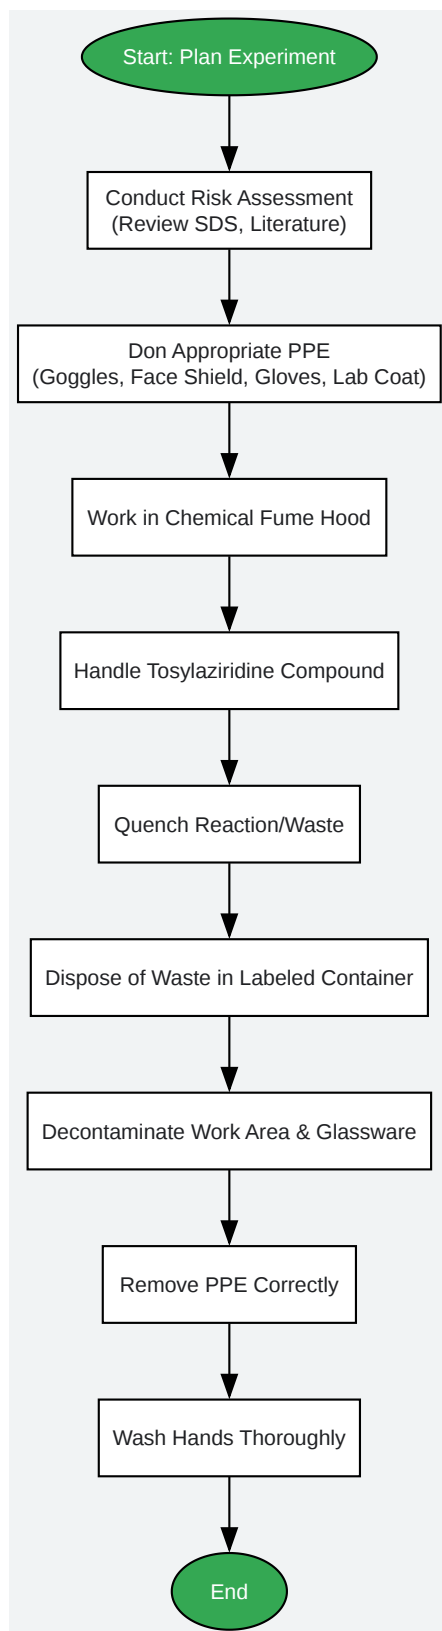 Start: Plan Experiment
Conduct Risk Assessment
(Review SDS, Literature)
Don Appropriate PPE
(Goggles, Face Shield, Gloves, Lab Coat)
Work in Chemical Fume Hood
Handle Tosylaziridine Compound
Quench Reaction/Waste
Dispose of Waste in Labeled Container
Decontaminate Work Area & Glassware
Remove PPE Correctly
Wash Hands Thoroughly
End